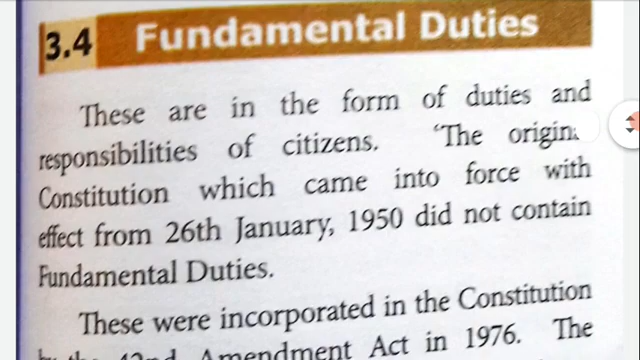 3.4 Fundamental Duties
These are in the form of duties and
responsibilities of citizens. ‘The
Constitution which came into force with
effect from 26th January, 1950 did not contain
Fundamental Duties.
These were incorporated in the Constitution
Amendment Act in 1976. The